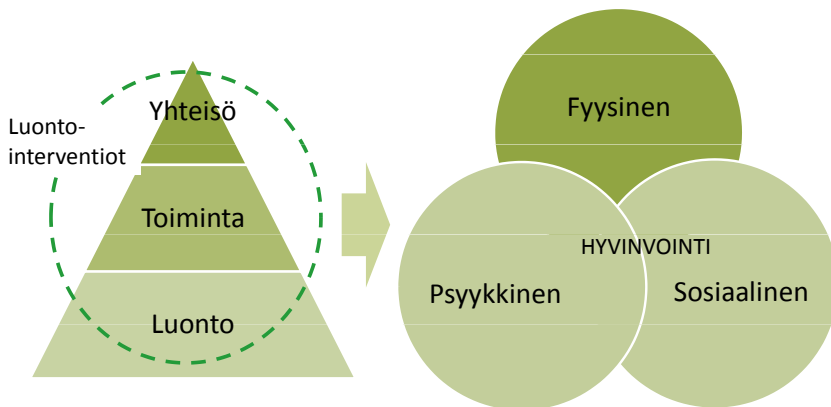 Luonto-
interventiot
Yhteisö
Toiminta
Luonto
Fyysinen
HYVINVOINTI
Psyykkinen
Sosiaalinen